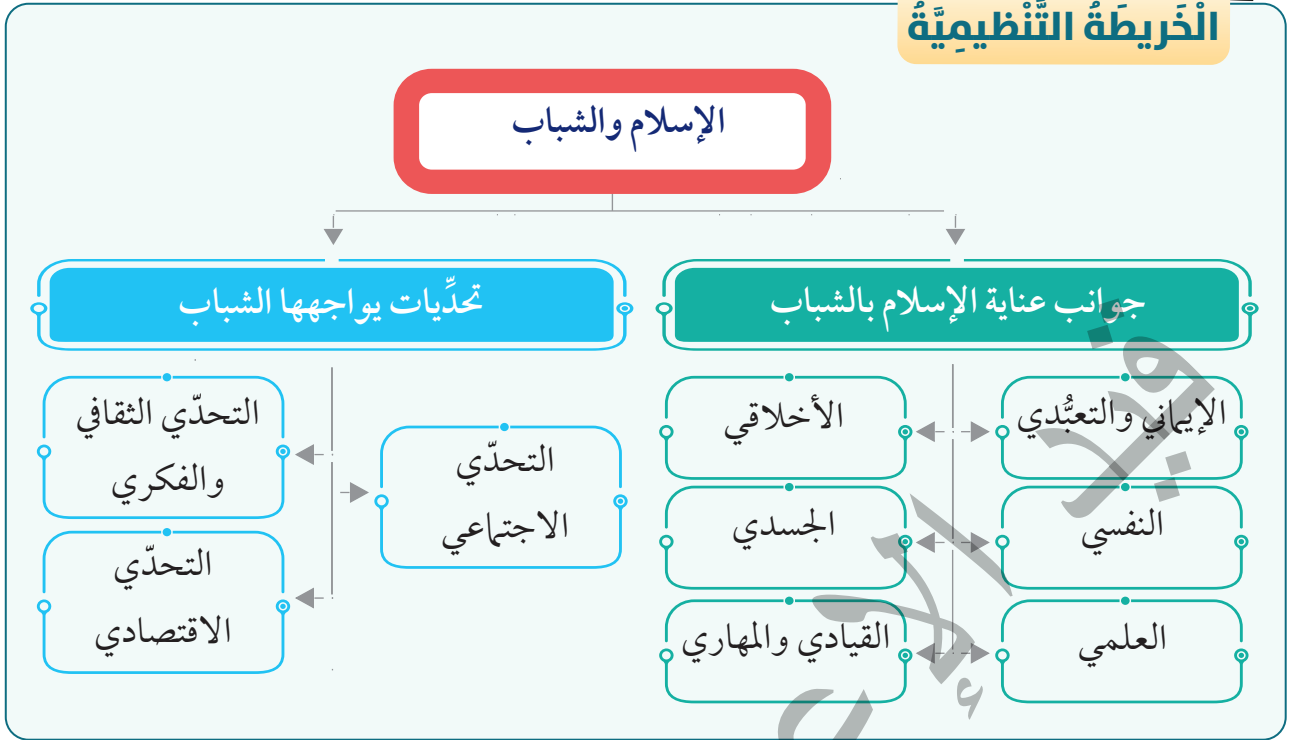 الْخَرِيطَةُ التَّنْظيمِيَّةُ
الإسلام والشباب
جوانب عناية الإسلام بالشباب
تحدِّيات يواجهها الشباب
الإيماني والتعبُّدي
الأخلاقي
النفسي
الجسدي
العلمي
القيادي والمهاري
التحدّي
الاجتماعي
التحدّي الثقافي
والفكري
التحدّي
الاقتصادي